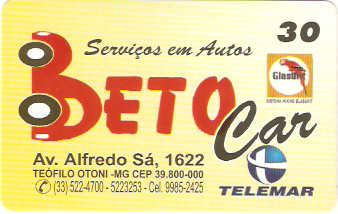 30
Serviços em Autos
BETO
Car
Glasurit
Av. Alfredo Sá, 1622
TEÓFILO OTONI -MG CEP 39.800-000
(33) 522-4700 - 5223253 - Cel. 9985-2425
TELEMAR